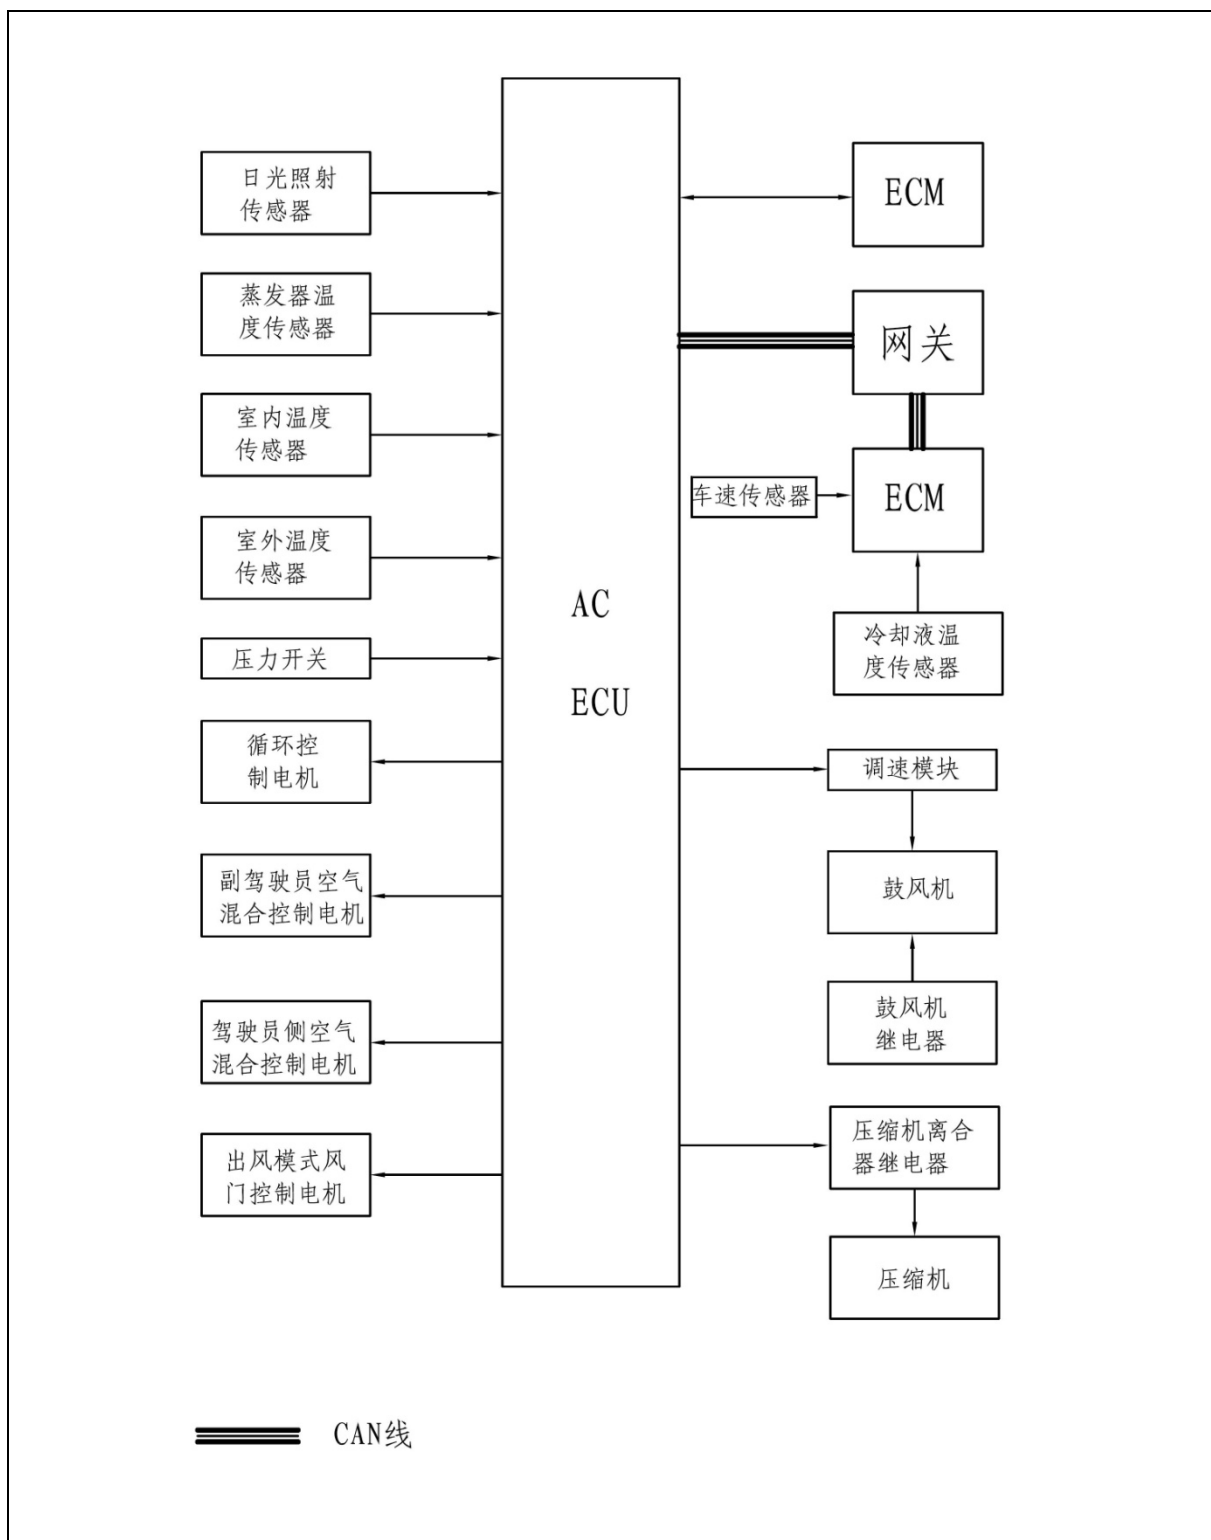 日光照射
传感器
蒸发器温
度传感器
室内温度
传感器
室外温度
传感器
压力开关
循环控
制电机
副驾驶员空气
混合控制电机
驾驶员侧空气
混合控制电机
出风模式风
门控制电机
AC
ECU
ECM
网关
车速传感器
ECM
冷却液温
度传感器
调速模块
鼓风机
鼓风机
继电器
压缩机离合
器继电器
压缩机
CAN线